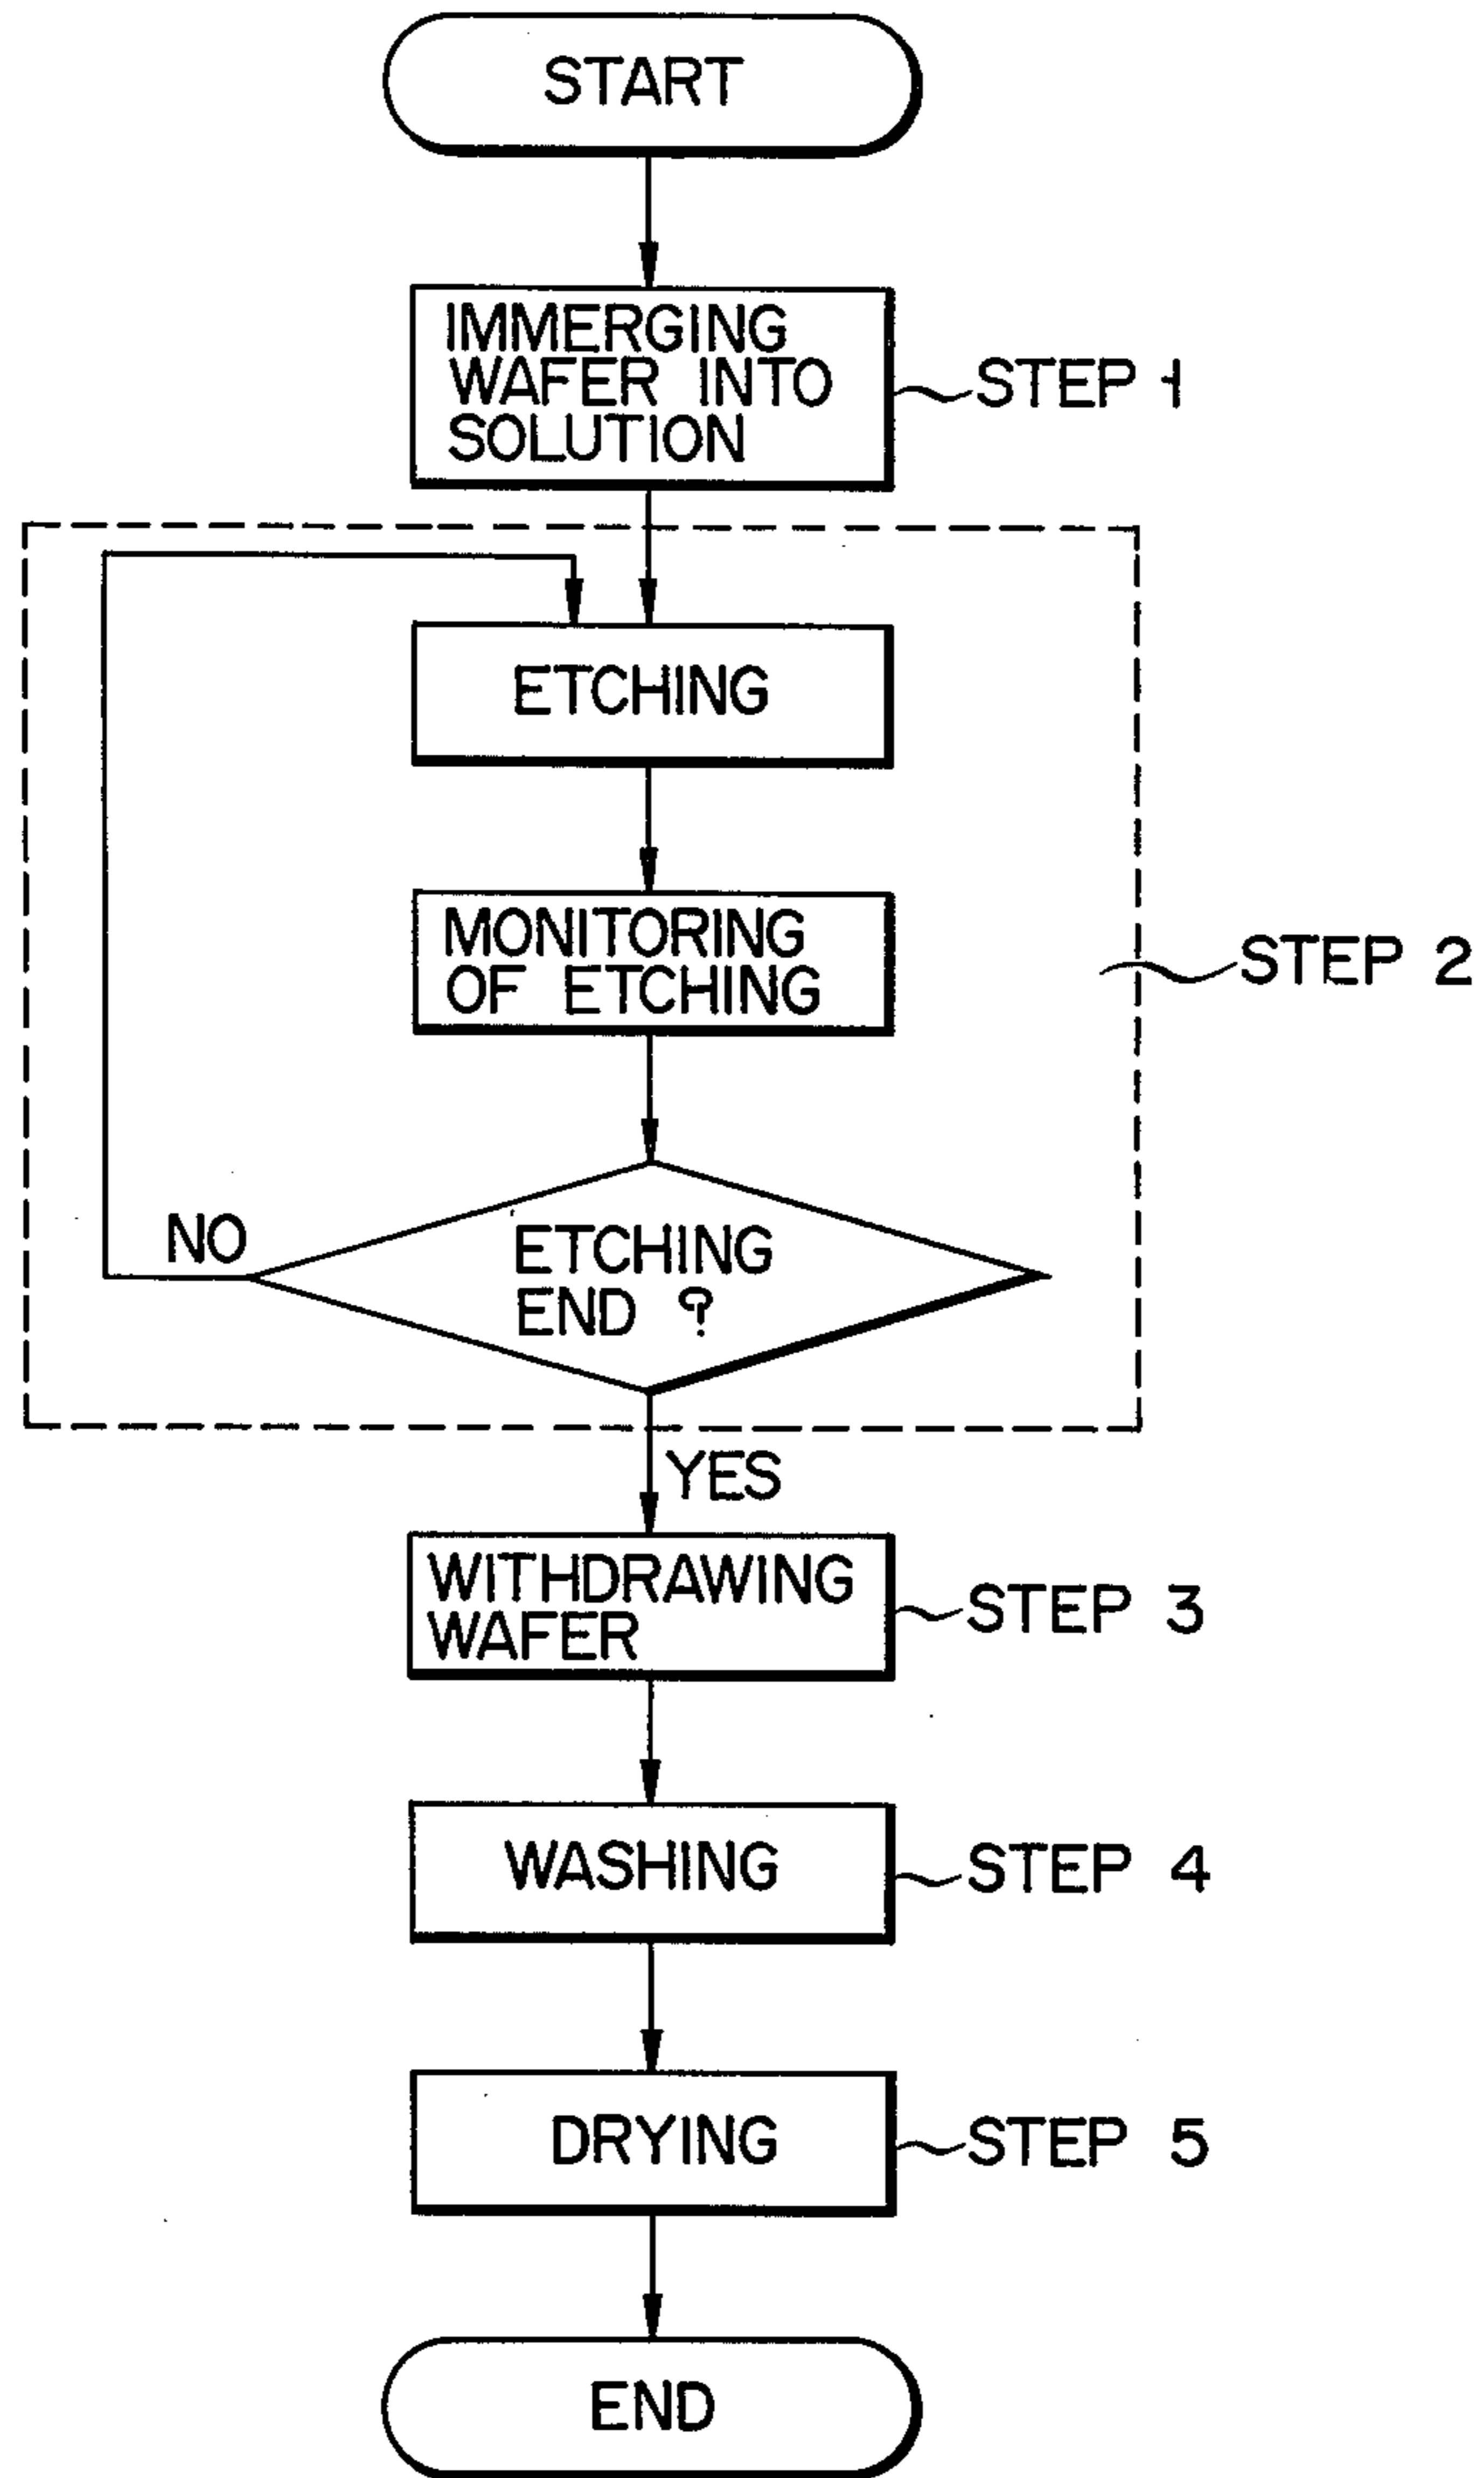 START
IMMERGING
WAFER INTO
SOLUTION
STEP 1
ETCHING
MONITORING
OF ETCHING
STEP 2
NO
ETCHING
END ?
YES
WITHDRAWING
WAFER
STEP 3
WASHING
STEP 4
DRYING
STEP 5
END